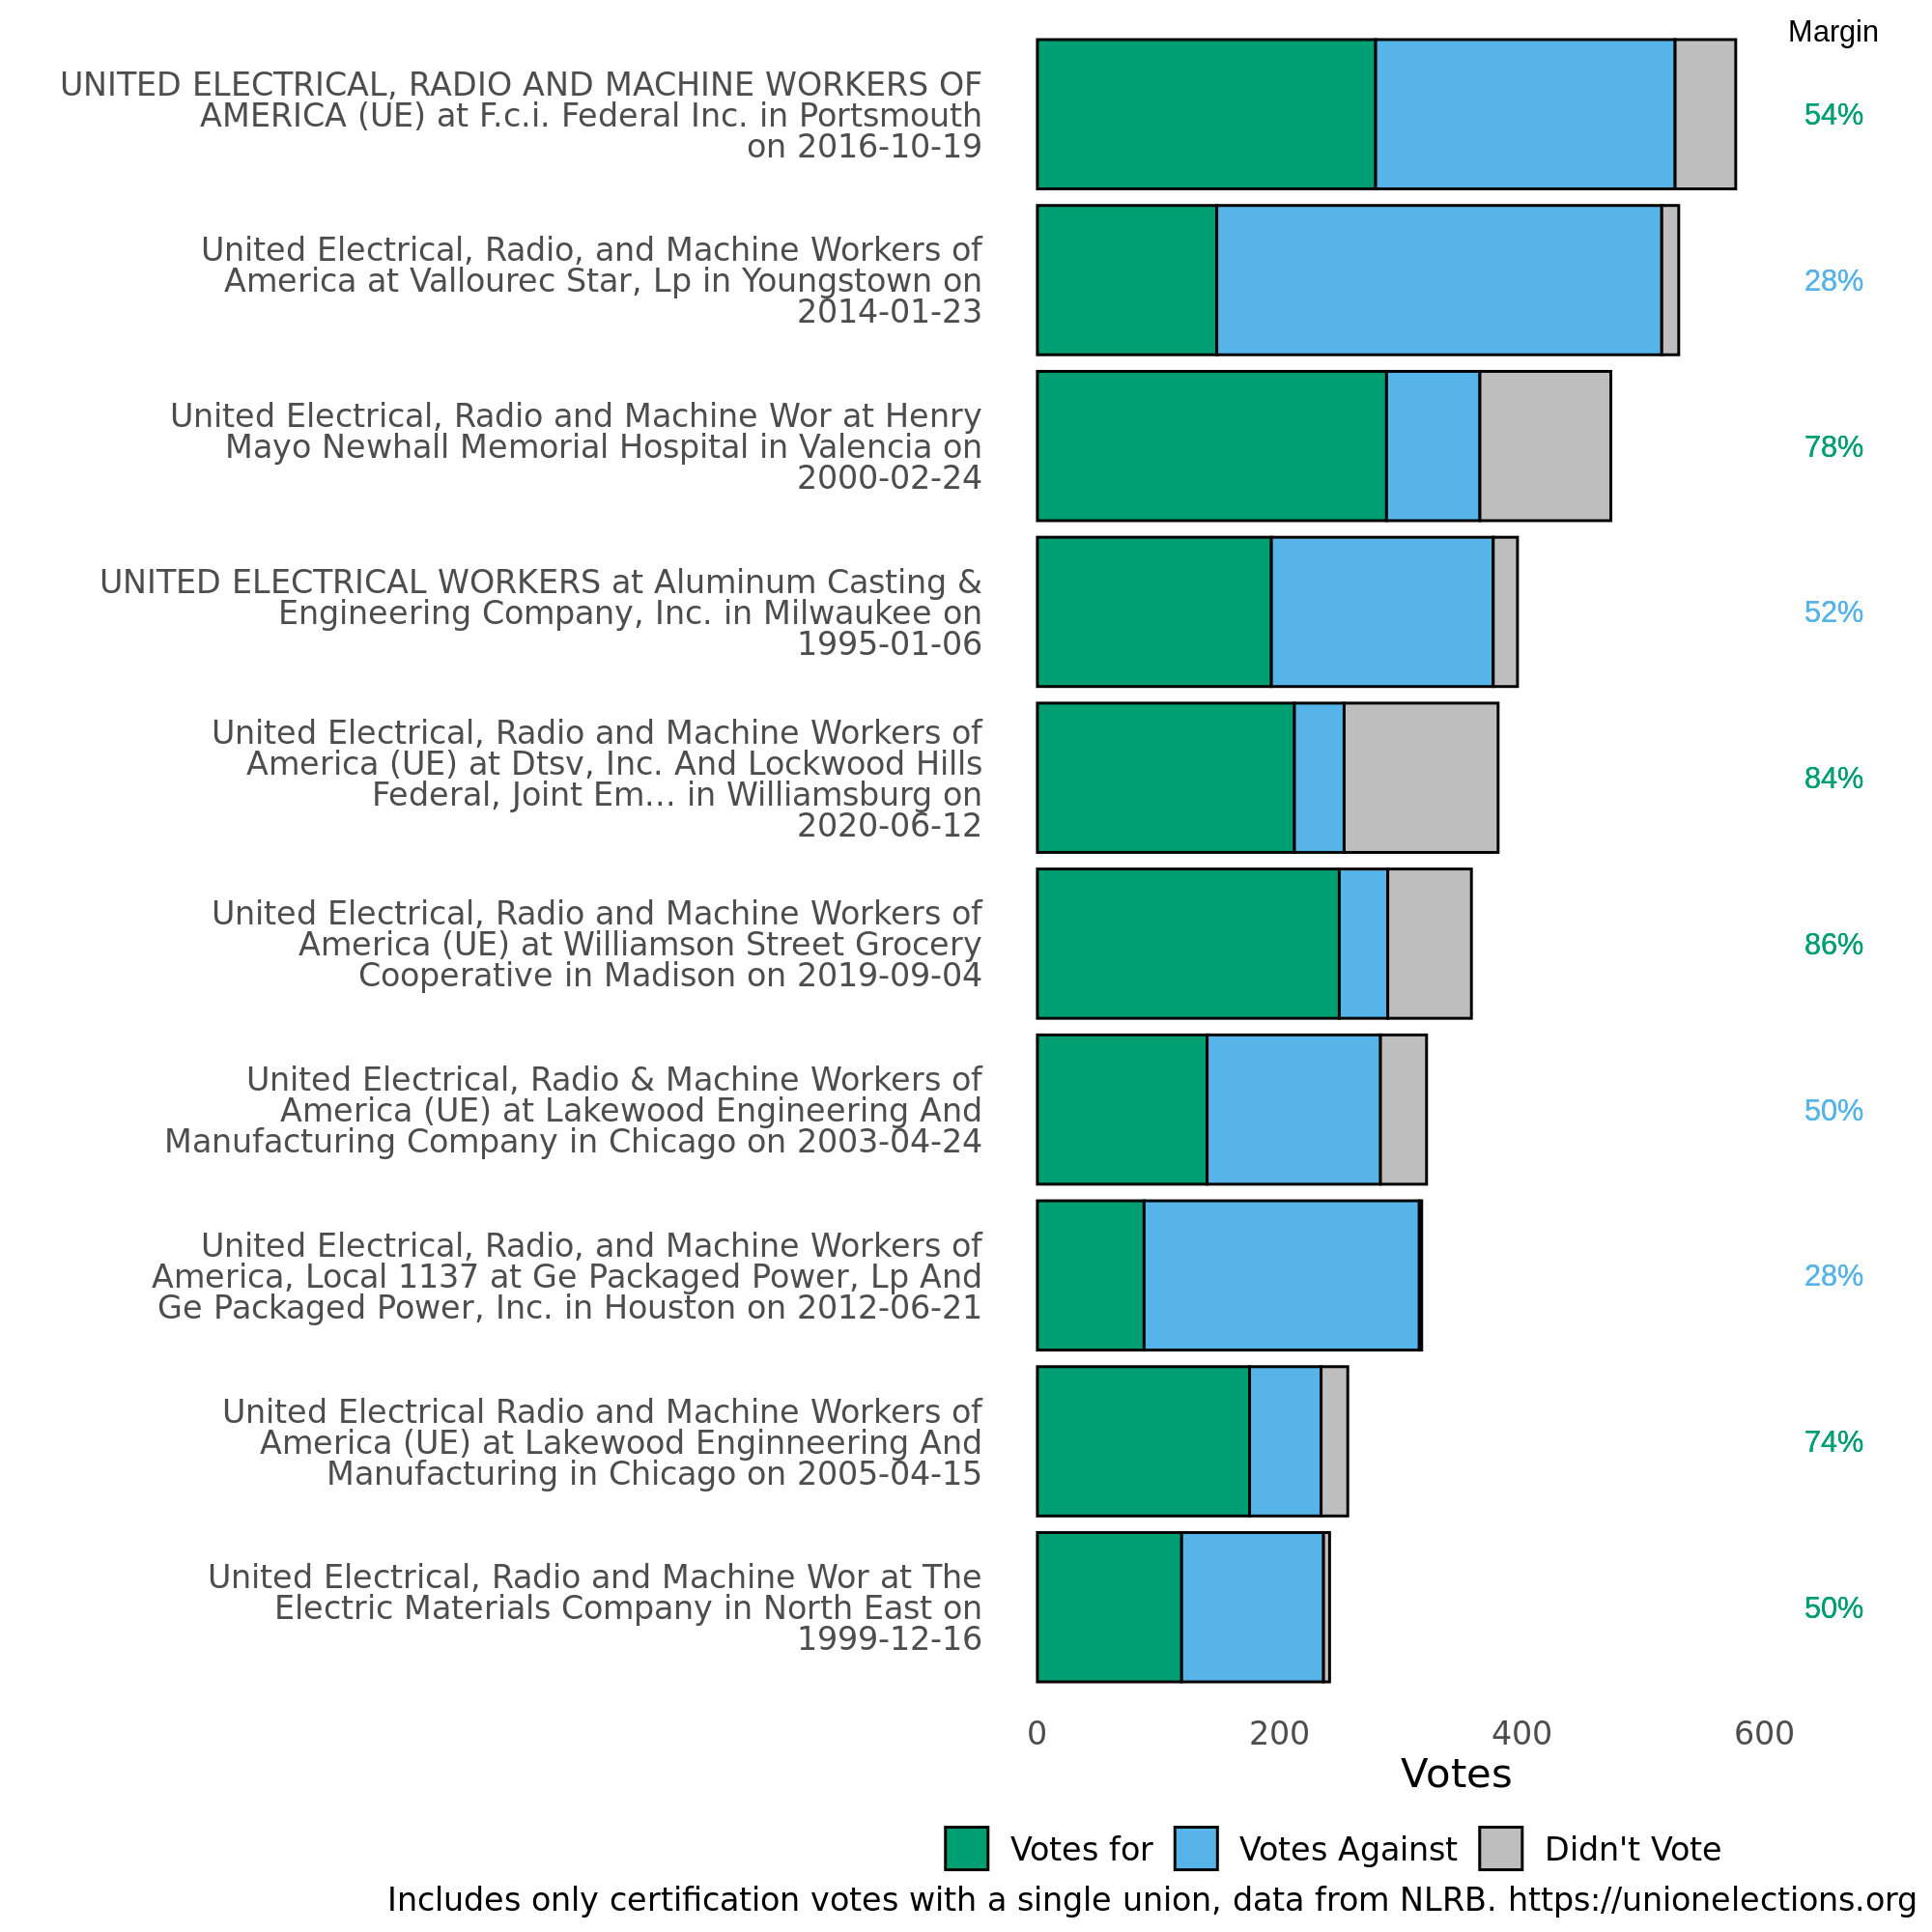 Margin
UNITED ELECTRICAL, RADIO AND MACHINE WORKERS OF
AMERICA (UE) at F.c.i. Federal Inc. in Portsmouth
on 2016-10-19
54%
United Electrical, Radio, and Machine Workers of
America at Vallourec Star, Lp in Youngstown on
2014-01-23
28%
United Electrical, Radio and Machine Wor at Henry
Mayo Newhall Memorial Hospital in Valencia on
2000-02-24
78%
UNITED ELECTRICAL WORKERS at Aluminum Casting &
Engineering Company, Inc. in Milwaukee on
1995-01-06
52%
United Electrical, Radio and Machine Workers of
America (UE) at Dtsv, Inc. And Lockwood Hills
Federal, Joint Em... in Williamsburg on
2020-06-12
84%
United Electrical, Radio and Machine Workers of
America (UE) at Williamson Street Grocery
Cooperative in Madison on 2019-09-04
86%
United Electrical, Radio & Machine Workers of
America (UE) at Lakewood Engineering And
Manufacturing Company in Chicago on 2003-04-24
50%
United Electrical, Radio, and Machine Workers of
America, Local 1137 at Ge Packaged Power, Lp And
Ge Packaged Power, Inc. in Houston on 2012-06-21
28%
United Electrical Radio and Machine Workers of
America (UE) at Lakewood Enginneering And
Manufacturing in Chicago on 2005-04-15
74%
United Electrical, Radio and Machine Wor at The
Electric Materials Company in North East on
1999-12-16
50%
0 200 400 600
Votes
Votes for Votes Against Didn't Vote
Includes only certification votes with a single union, data from NLRB. https://unionelections.org